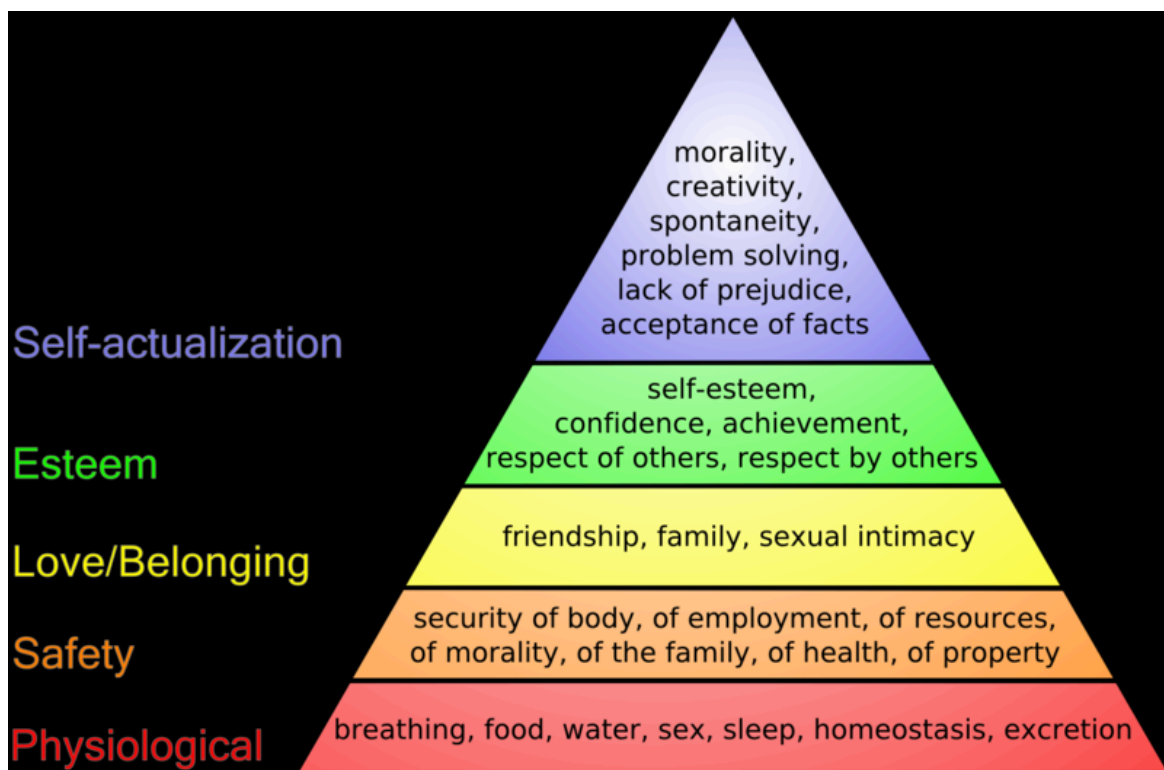 morality,
creativity,
spontaneity,
problem solving,
lack of prejudice,
acceptance of facts
Self-actualization
self-esteem,
confidence, achievement,
respect of others, respect by others
Esteem
friendship, family, sexual intimacy
Love/Belonging
security of body, of employment, of resources,
of morality, of the family, of health, of property
Safety
breathing, food, water, sex, sleep, homeostasis, excretion
Physiological